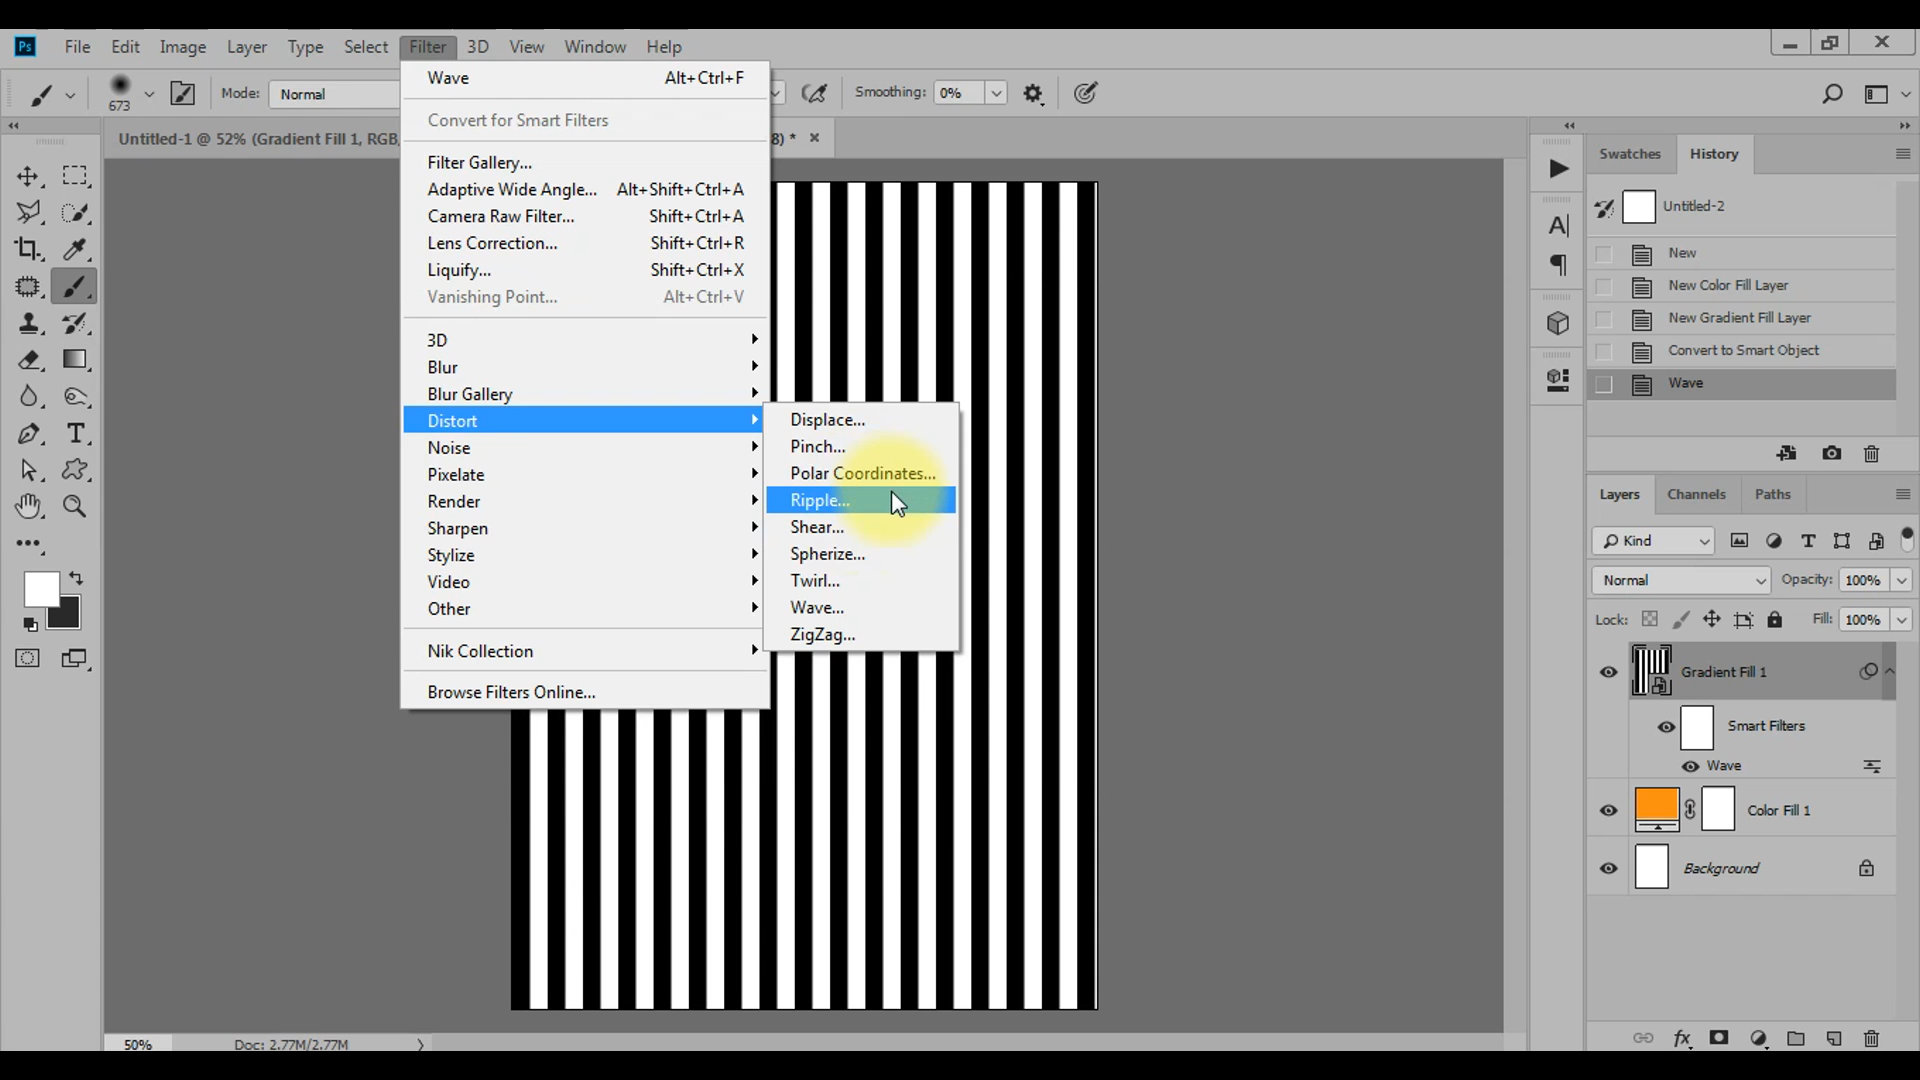 Ps File Edit Image Layer Type Select Filter 3D View Window Help
673 Mode: Normal Smoothing: 0%
Untitled-1 @ 52% (Gradient Fill 1, RGB, 8) *
Wave Alt+Ctrl+F
Convert for Smart Filters
Filter Gallery...
Adaptive Wide Angle... Alt+Shift+Ctrl+A
Camera Raw Filter... Shift+Ctrl+A
Lens Correction... Shift+Ctrl+R
Liquify... Shift+Ctrl+X
Vanishing Point... Alt+Ctrl+V
3D
Blur
Blur Gallery
Distort
Noise
Pixelate
Render
Sharpen
Stylize
Video
Other
Nik Collection
Browse Filters Online...
Displace...
Pinch...
Polar Coordinates...
Ripple...
Shear...
Spherize...
Twirl...
Wave...
ZigZag...
Swatches History
Untitled-2
New
New Color Fill Layer
New Gradient Fill Layer
Convert to Smart Object
Wave
Layers Channels Paths
Kind
Normal Opacity: 100%
Lock: Fill: 100%
Gradient Fill 1
Smart Filters
Wave
Color Fill 1
Background
fx
50% Doc: 2.77M/2.77M